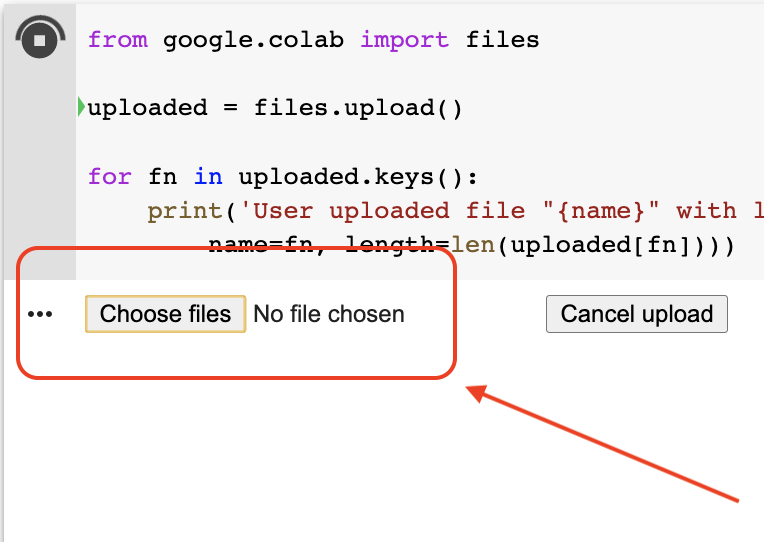 from google.colab import files
uploaded = files.upload()
for fn in uploaded.keys():
print('User uploaded file "{name}" with l
name=fn, length=len(uploaded[fn])))
Choose files No file chosen Cancel upload